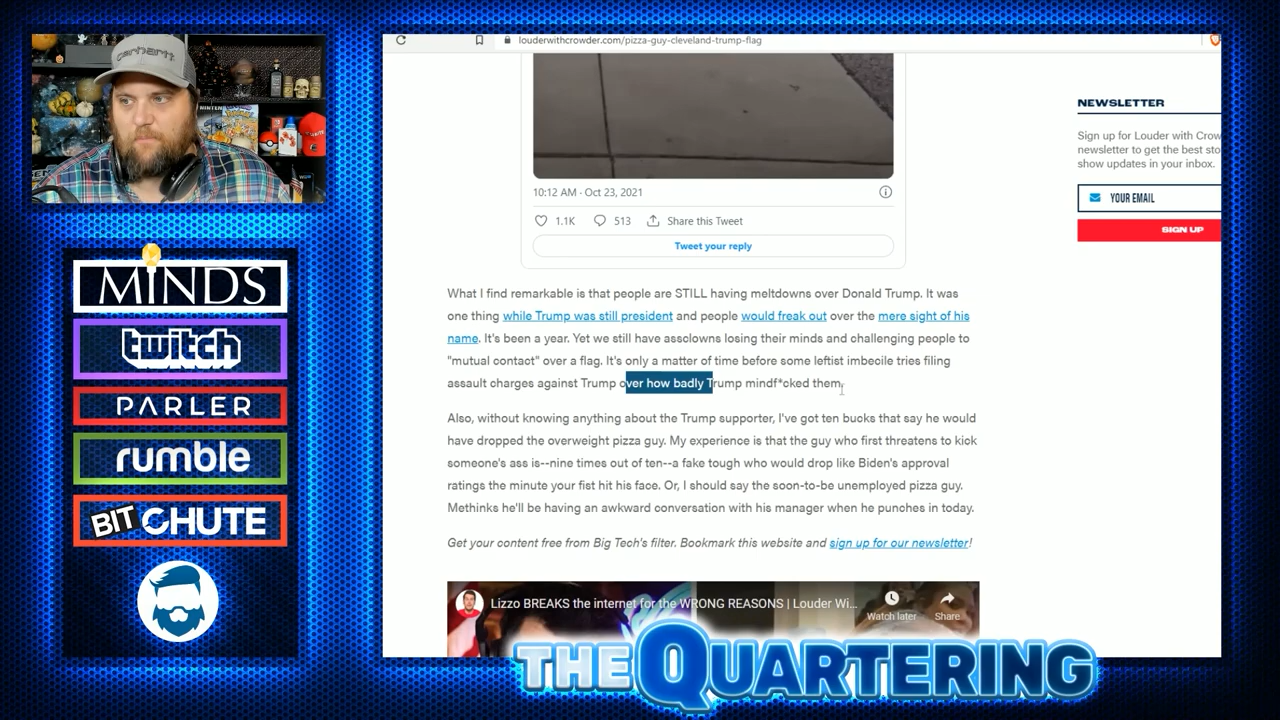 carhartt
louderwithcrowder.com/pizza-guy-cleveland-trump-flag
10:12 AM · Oct 23, 2021
1.1K 513 Share this Tweet
Tweet your reply
What I find remarkable is that people are STILL having meltdowns over Donald Trump. It was
one thing while Trump was still president and people would freak out over the mere sight of his
name. It's been a year. Yet we still have assclowns losing their minds and challenging people to
"mutual contact" over a flag. It's only a matter of time before some leftist imbecile tries filing
assault charges against Trump over how badly Trump mindf*cked them.
Also, without knowing anything about the Trump supporter, I've got ten bucks that say he would
have dropped the overweight pizza guy. My experience is that the guy who first threatens to kick
someone's ass is--nine times out of ten--a fake tough who would drop like Biden's approval
ratings the minute your fist hit his face. Or, I should say the soon-to-be unemployed pizza guy.
Methinks he'll be having an awkward conversation with his manager when he punches in today.
Get your content free from Big Tech's filter. Bookmark this website and sign up for our newsletter!
Lizzo BREAKS the internet for the WRONG REASONS | Louder Wi...
Watch later Share
NEWSLETTER
Sign up for Louder with Crow
newsletter to get the best sto
show updates in your inbox.
YOUR EMAIL
SIGN UP
MINDS
twitch
PARLER
rumble
BIT CHUTE
THE QUARTERING